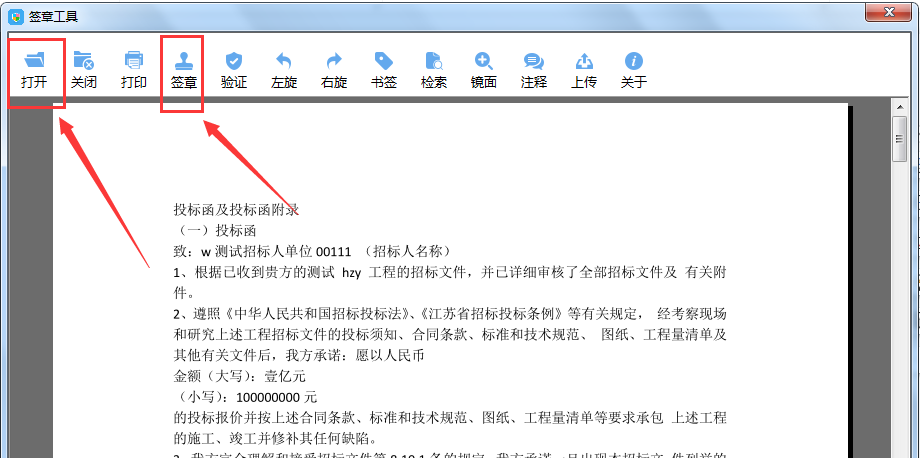 签章工具
打开 关闭 打印 签章 验证 左旋 右旋 书签 检索 镜面 注释 上传 关于
投标函及投标函附录
（一）投标函
致：w 测试招标人单位 00111 （招标人名称）
1、根据已收到贵方的测试 hzy 工程的招标文件，并已详细审核了全部招标文件及 有关附
件。
2、遵照《中华人民共和国招标投标法》、《江苏省招标投标条例》等有关规定， 经考察现场
和研究上述工程招标文件的投标须知、合同条款、标准和技术规范、 图纸、工程量清单及
其他有关文件后，我方承诺：愿以人民币
金额（大写）：壹亿元
（小写）：100000000 元
的投标报价并按上述合同条款、标准和技术规范、图纸、工程量清单等要求承包 上述工程
的施工、竣工并修补其任何缺陷。